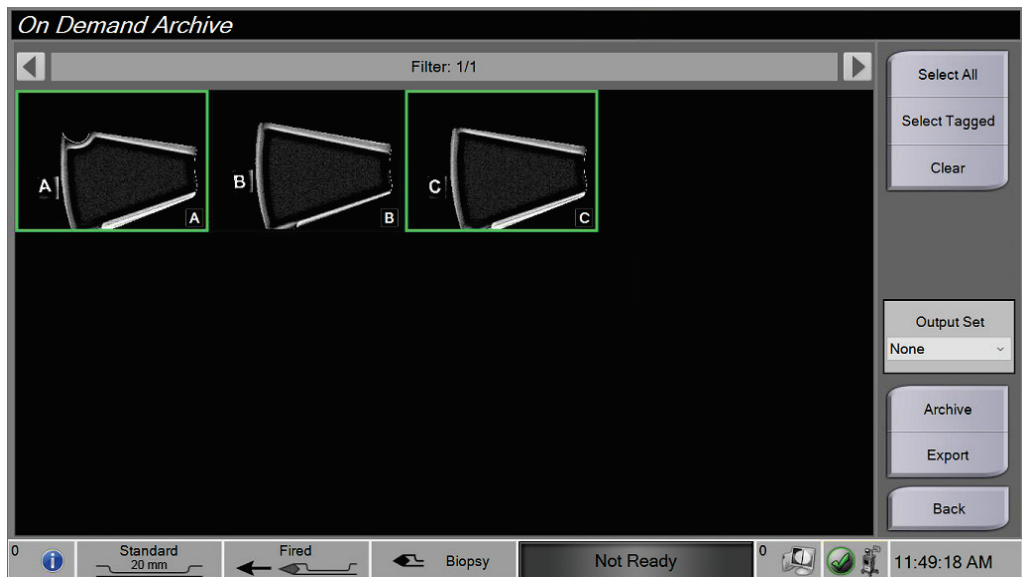 On Demand Archive
Filter: 1/1
Select All
Select Tagged
Clear
A
A
B
B
C
C
Output Set
None
Archive
Export
Back
0
Standard
20 mm
Fired
Biopsy
Not Ready
0
11:49:18 AM